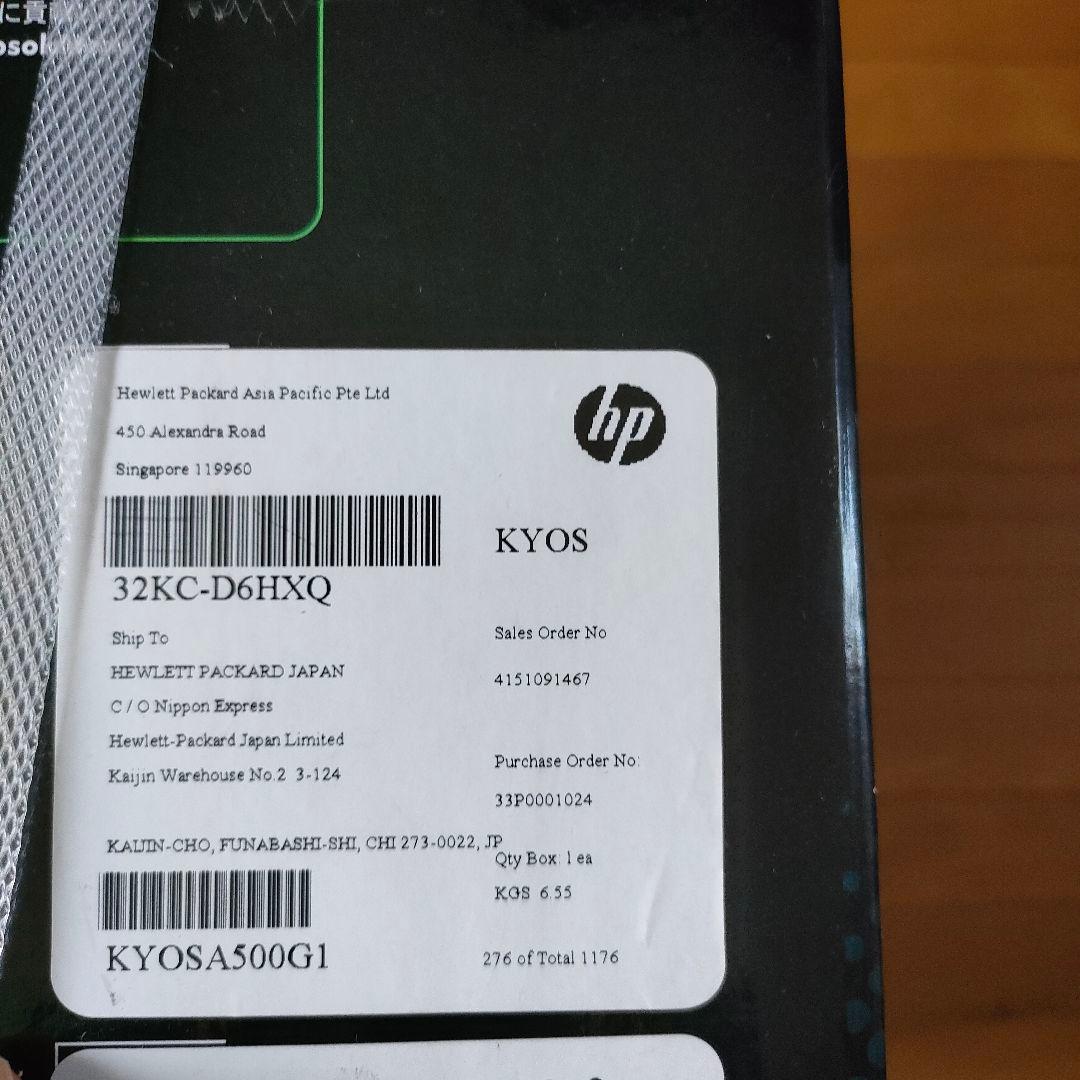 に貢
Hewlett Packard Asia Pacific Pte Ltd
450 Alexandra Road
Singapore 119960
hp
32KC-D6HXQ
KYOS
Ship To
HEWLETT PACKARD JAPAN
C / O Nippon Express
Hewlett-Packard Japan Limited
Kaijin Warehouse No.2 3-124
KAIJIN-CHO, FUNABASHI-SHI, CHI 273-0022, JP
KYOSA500G1
Sales Order No
4151091467
Purchase Order No:
33P0001024
Qty Box: 1 ea
KGS 6.55
276 of Total 1176